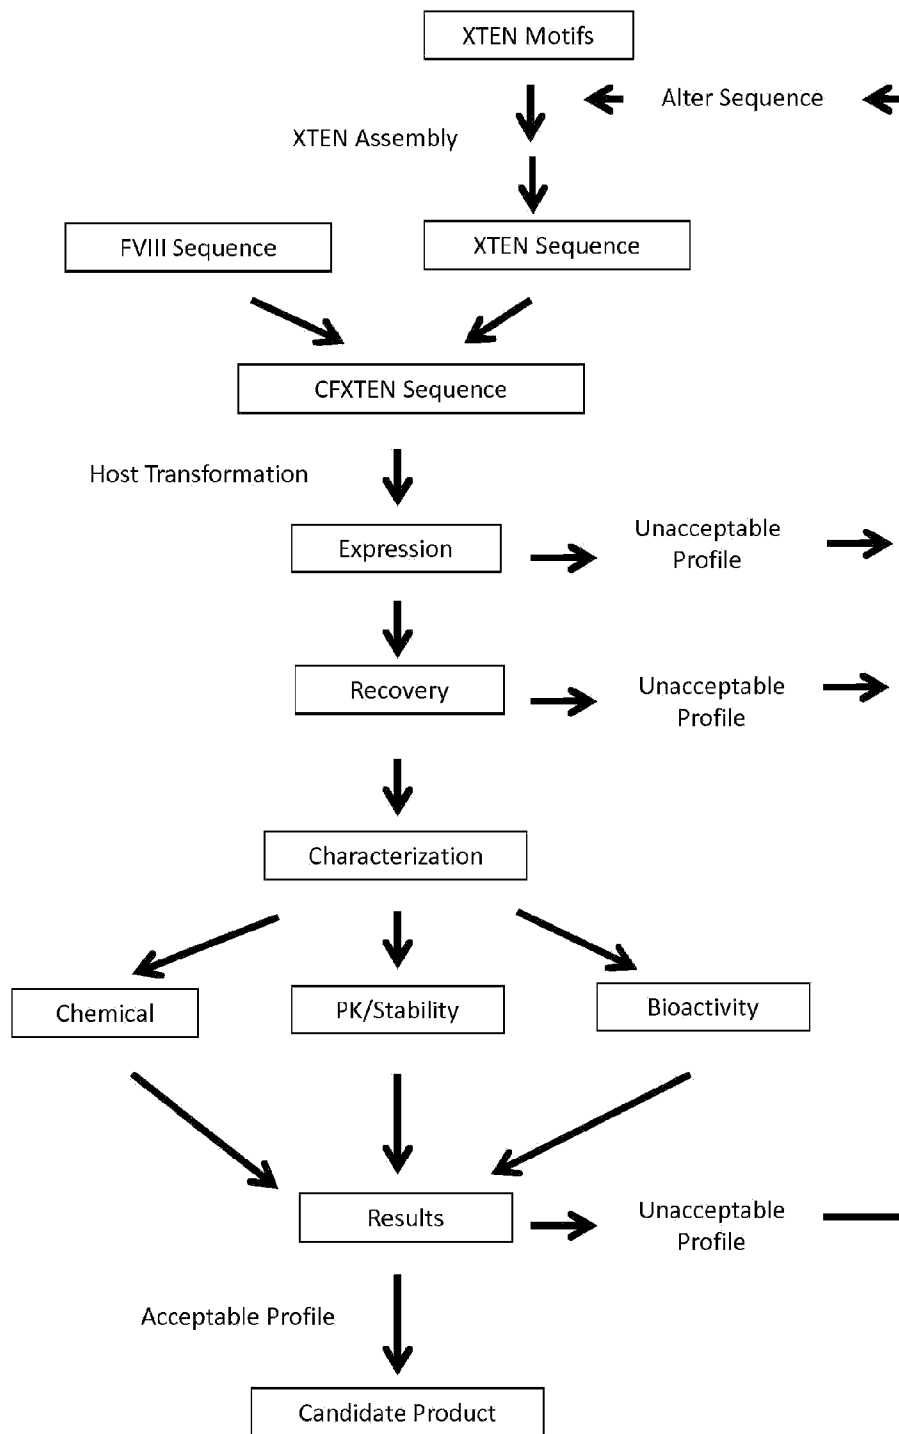 XTEN Motifs
Alter Sequence
XTEN Assembly
FVIII Sequence
XTEN Sequence
CFXTEN Sequence
Host Transformation
Expression
Unacceptable
Profile
Recovery
Unacceptable
Profile
Characterization
Chemical
PK/Stability
Bioactivity
Results
Unacceptable
Profile
Acceptable Profile
Candidate Product